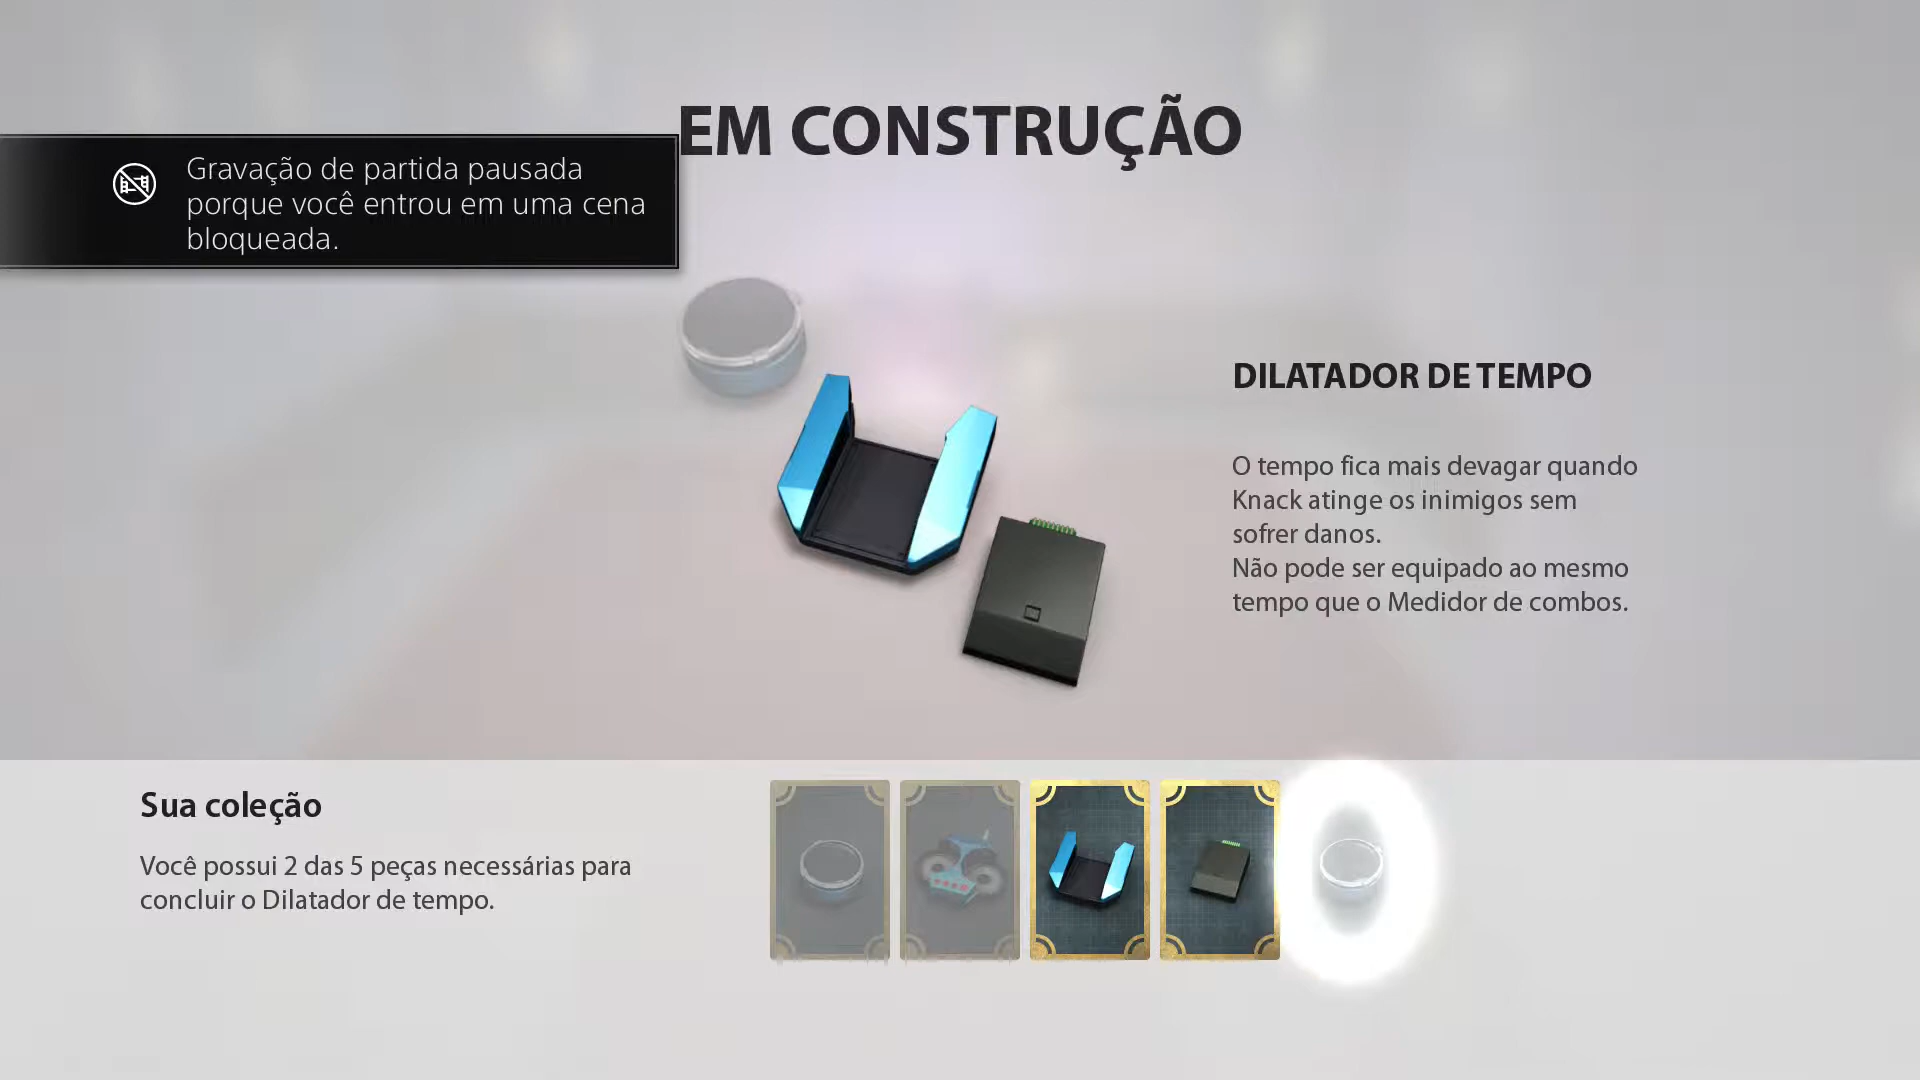 EM CONSTRUÇÃO
Gravação de partida pausada
porque você entrou em uma cena
bloqueada.
DILATADOR DE TEMPO
O tempo fica mais devagar quando
Knack atinge os inimigos sem
sofrer danos.
Não pode ser equipado ao mesmo
tempo que o Medidor de combos.
Sua coleção
Você possui 2 das 5 peças necessárias para
concluir o Dilatador de tempo.